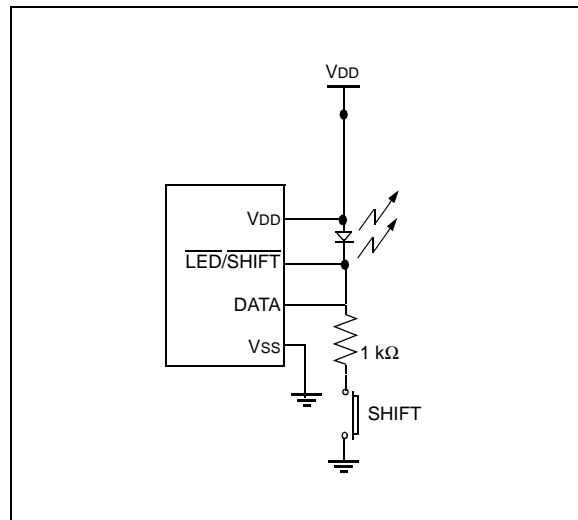 VDD
VDD
LED/SHIFT
DATA
VSS
1 kΩ
SHIFT